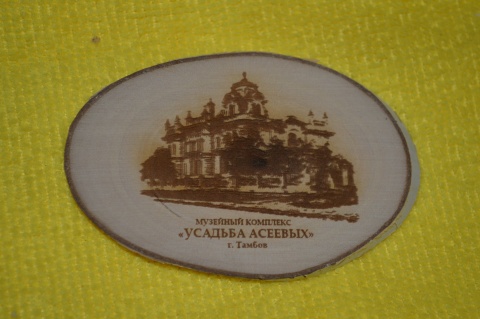 МУЗЕЙНЫЙ КОМПЛЕКС
«УСАДЬБА АСЕЕВЫХ»
г. Тамбов